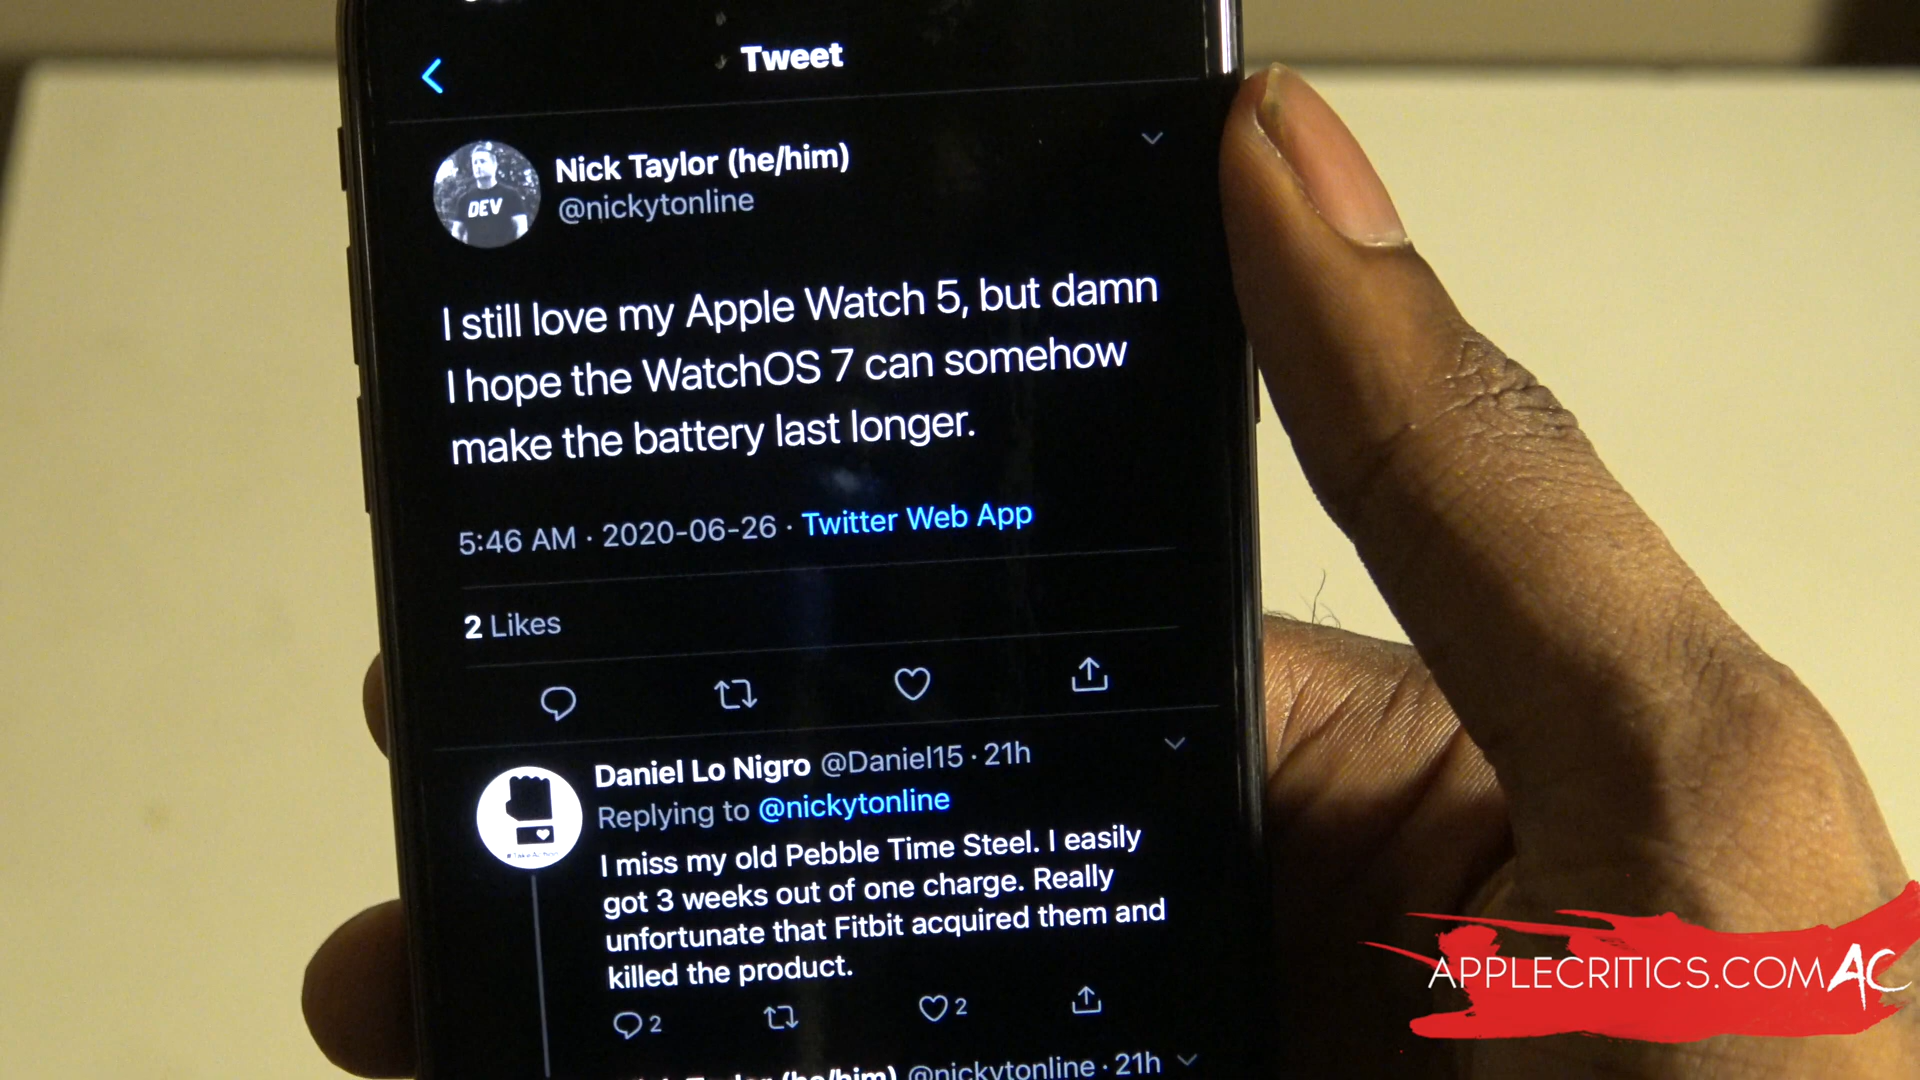 Tweet
Nick Taylor (he/him)
@nickytonline
DEV
I still love my Apple Watch 5, but damn
I hope the WatchOS 7 can somehow
make the battery last longer.
5:46 AM · 2020-06-26 · Twitter Web App
2 Likes
Daniel Lo Nigro @Daniel15 · 21h
Replying to @nickytonline
I miss my old Pebble Time Steel. I easily
got 3 weeks out of one charge. Really
unfortunate that Fitbit acquired them and
killed the product.
2 2
(he/him) @nickytonline · 21h
APPLECRITICS.COM AC